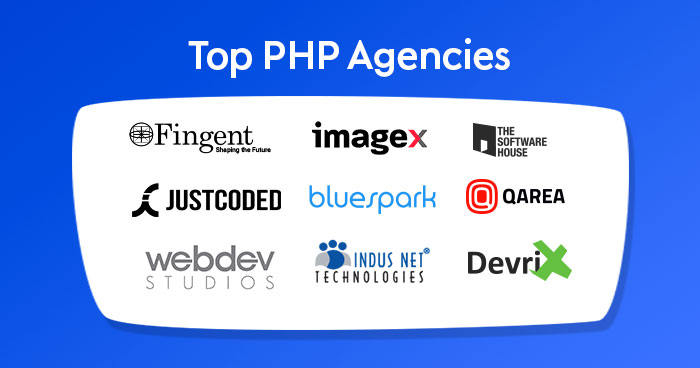 Top PHP Agencies
Fingent
Shaping the Future
imagex
THE
SOFTWARE
HOUSE
JUSTCODED
bluespark
QAREA
webdev
STUDIOS
INDUS NET®
TECHNOLOGIES
DevriX